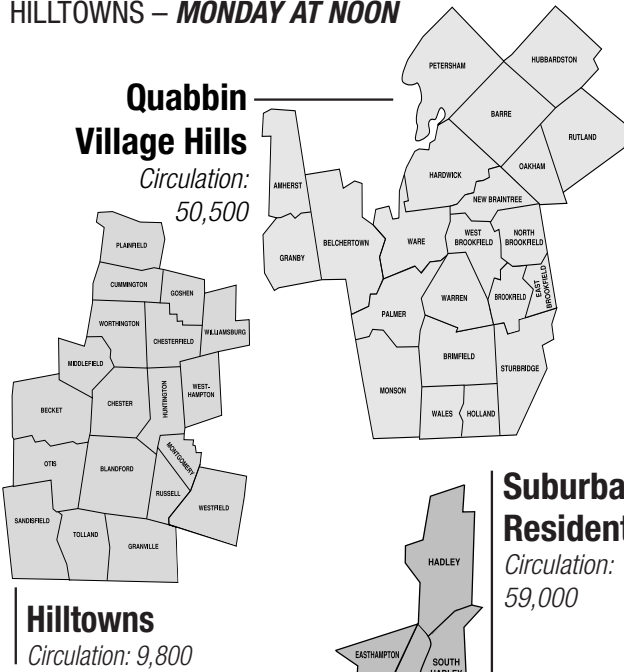 HILLTOWNS – MONDAY AT NOON
Quabbin
Village Hills
Circulation:
50,500
PETERSHAM
HUBBARDSTON
BARRE
RUTLAND
HARDWICK
OAKHAM
NEW BRAINTREE
AMHERST
GRANBY
BELCHERTOWN
WARE
WEST
BROOKFIELD
NORTH
BROOKFIELD
EAST
BROOKFIELD
BROOKFIELD
WARREN
PALMER
BRIMFIELD
STURBRIDGE
MONSON
WALES
HOLLAND
PLAINFIELD
CUMMINGTON
GOSHEN
WORTHINGTON
WILLIAMSBURG
CHESTERFIELD
MIDDLEFIELD
WEST-
HAMPTON
HUNTINGTON
CHESTER
BECKET
MONTGOMERY
OTIS
BLANDFORD
RUSSELL
WESTFIELD
SANDISFIELD
TOLLAND
GRANVILLE
Hilltowns
Circulation: 9,800
Suburba
Resident
Circulation:
59,000
HADLEY
EASTHAMPTON
SOUTH
HADLEY